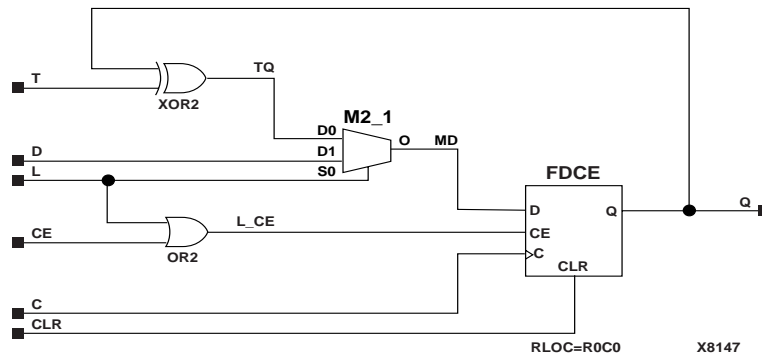 T
XOR2
TQ
M2_1
D0
D1
S0
O
MD
D
L
FDCE
D
Q
CE
C
CLR
Q
CE
OR2
L_CE
C
CLR
RLOC=R0C0
X8147